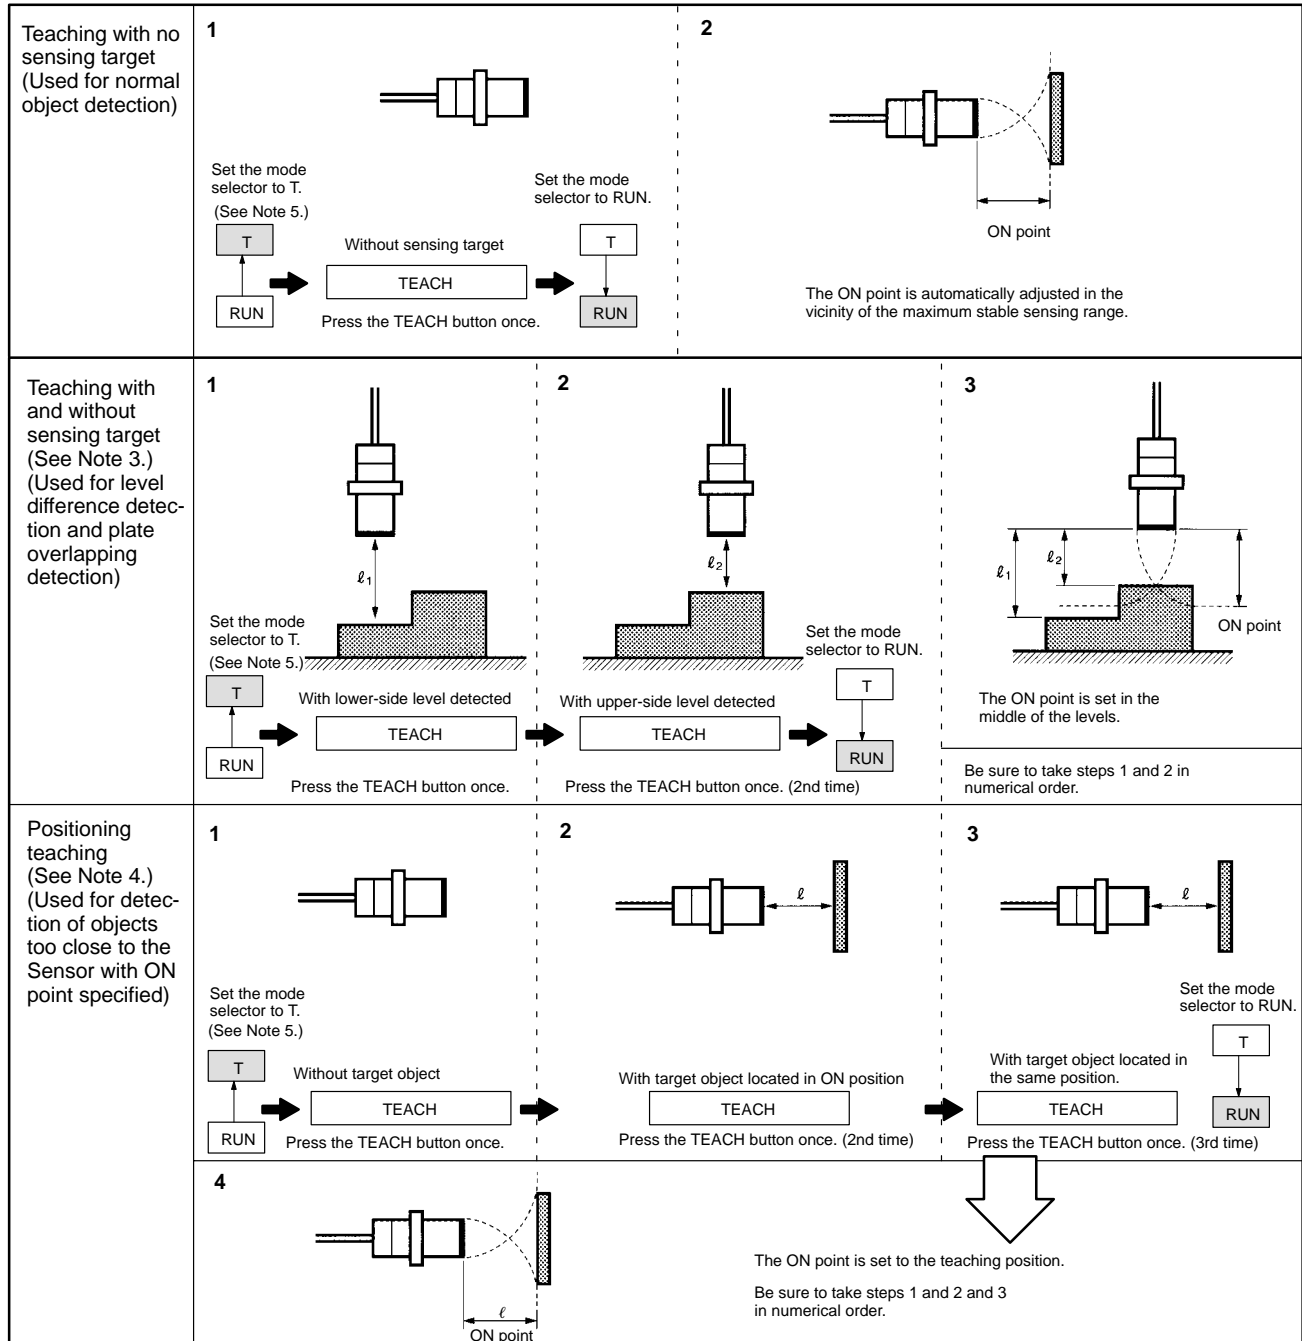 Teaching with no
sensing target
(Used for normal
object detection)
1
Set the mode
selector to T.
(See Note 5.)
T
RUN
Without sensing target
TEACH
Press the TEACH button once.
Set the mode
selector to RUN.
T
RUN
2
ON point
The ON point is automatically adjusted in the
vicinity of the maximum stable sensing range.
Teaching with
and without
sensing target
(See Note 3.)
(Used for level
difference detec-
tion and plate
overlapping
detection)
1
ℓ1
Set the mode
selector to T.
(See Note 5.)
T
RUN
With lower-side level detected
TEACH
Press the TEACH button once.
2
ℓ2
With upper-side level detected
TEACH
Press the TEACH button once. (2nd time)
Set the mode
selector to RUN.
T
RUN
3
ℓ1
ℓ2
ON point
The ON point is set in the
middle of the levels.
Be sure to take steps 1 and 2 in
numerical order.
Positioning
teaching
(See Note 4.)
(Used for detec-
tion of objects
too close to the
Sensor with ON
point specified)
1
Set the mode
selector to T.
(See Note 5.)
T
RUN
Without target object
TEACH
Press the TEACH button once.
2
ℓ
With target object located in ON position
TEACH
Press the TEACH button once. (2nd time)
3
ℓ
With target object located in
the same position.
TEACH
Press the TEACH button once. (3rd time)
Set the mode
selector to RUN.
T
RUN
4
ℓ
ON point
The ON point is set to the teaching position.
Be sure to take steps 1 and 2 and 3
in numerical order.